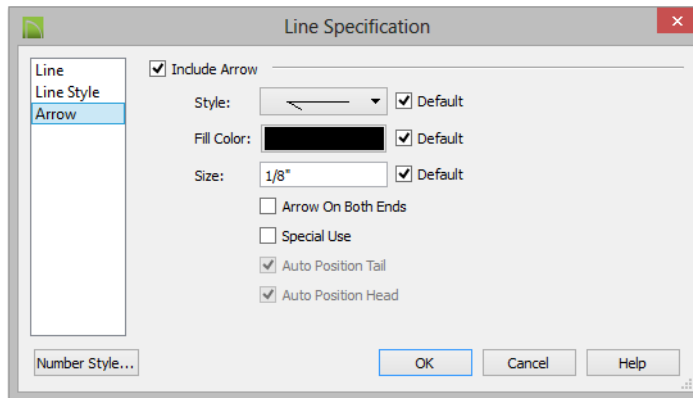 Line Specification
Line
Line Style
Arrow
Include Arrow
Style: Default
Fill Color: Default
Size: 1/8" Default
Arrow On Both Ends
Special Use
Auto Position Tail
Auto Position Head
Number Style... OK Cancel Help